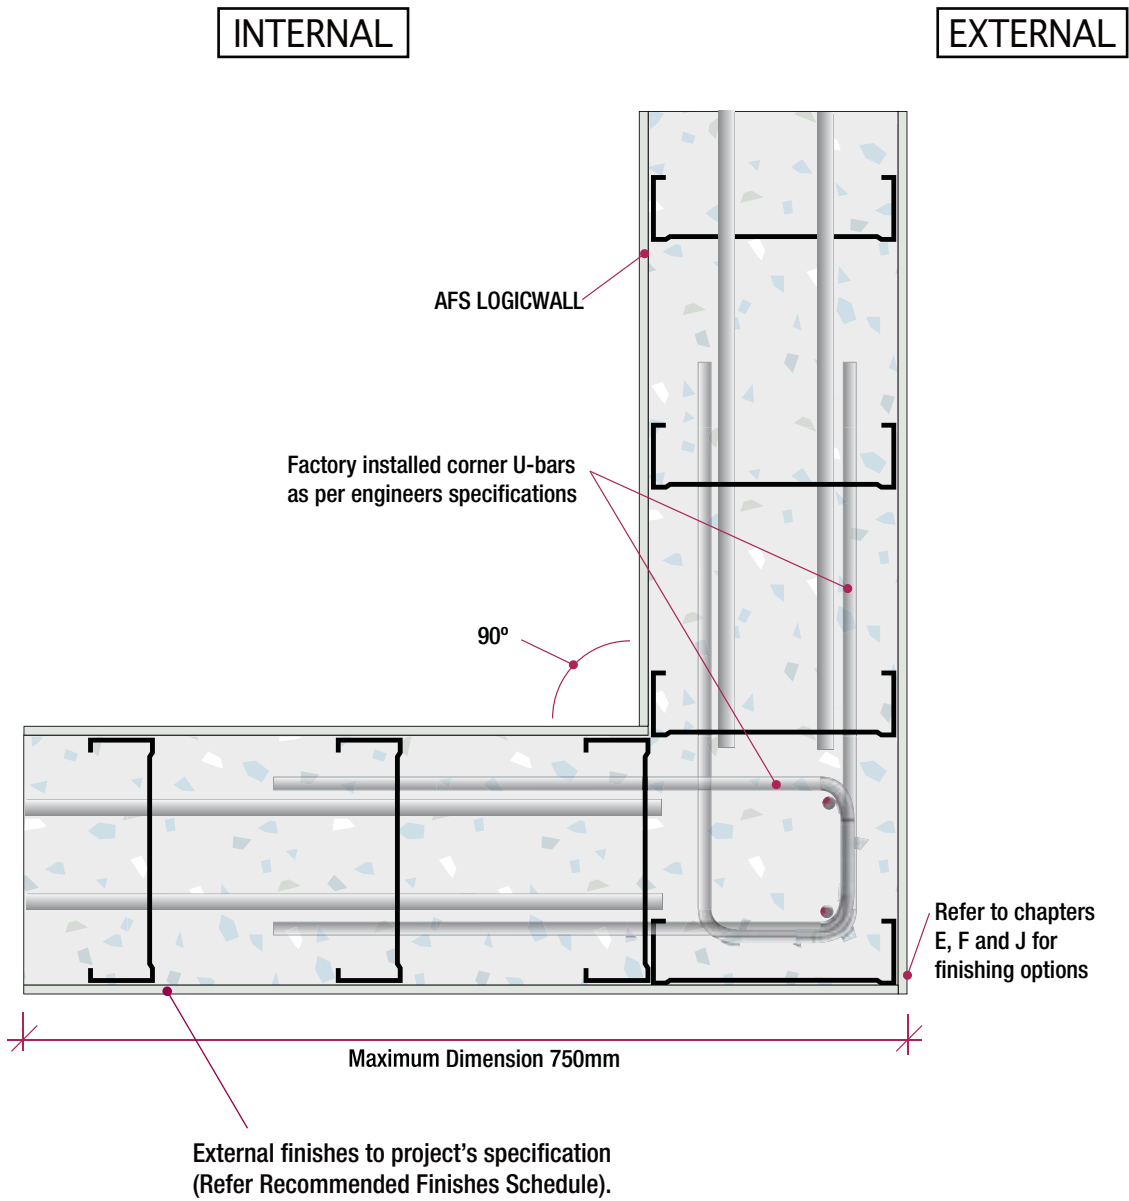 INTERNAL
EXTERNAL
AFS LOGICWALL
Factory installed corner U-bars
as per engineers specifications
90º
Refer to chapters
E, F and J for
finishing options
Maximum Dimension 750mm
External finishes to project’s specification
(Refer Recommended Finishes Schedule).